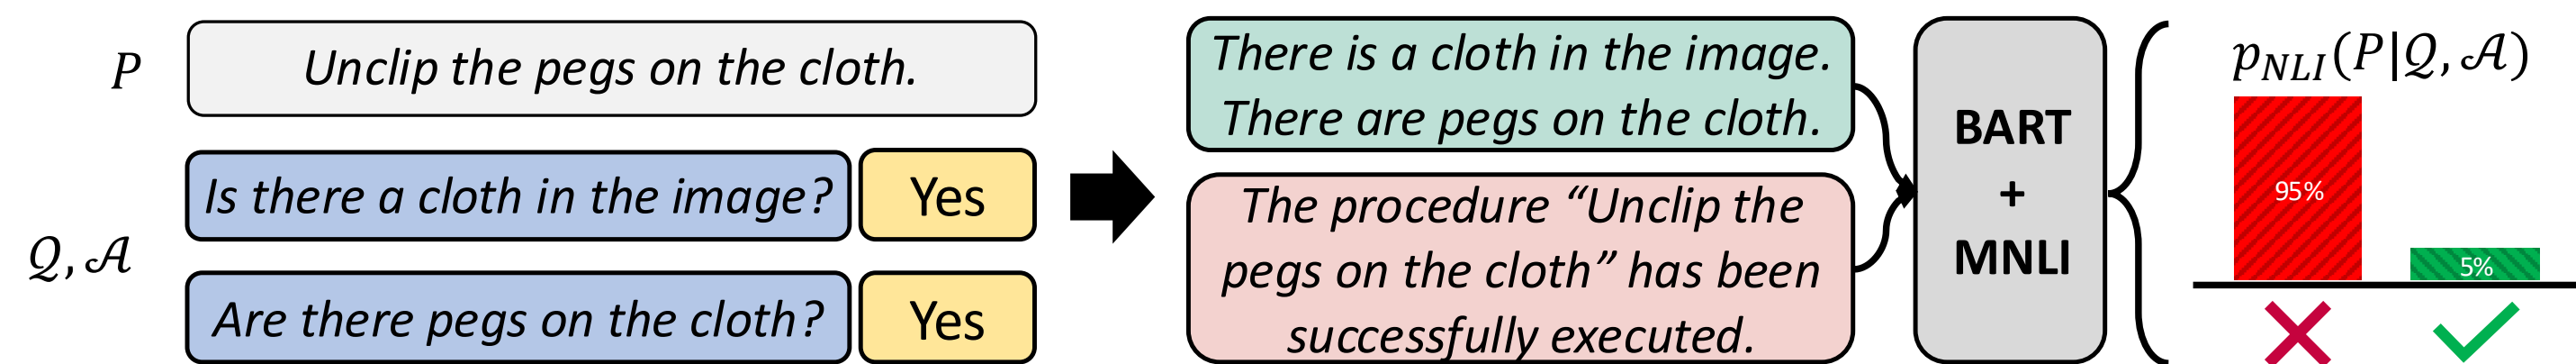 P
Unclip the pegs on the cloth.
𝒬, 𝒜
Is there a cloth in the image?
Yes
Are there pegs on the cloth?
Yes
There is a cloth in the image.
There are pegs on the cloth.
The procedure “Unclip the
pegs on the cloth” has been
successfully executed.
BART
+
MNLI
p_NLI(P|𝒬, 𝒜)
95%
5%